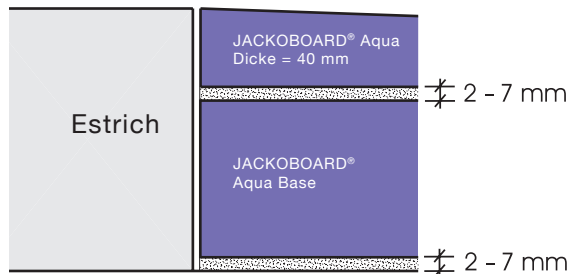 JACKOBOARD® Aqua
Dicke = 40 mm
2 - 7 mm
Estrich
JACKOBOARD®
Aqua Base
2 - 7 mm